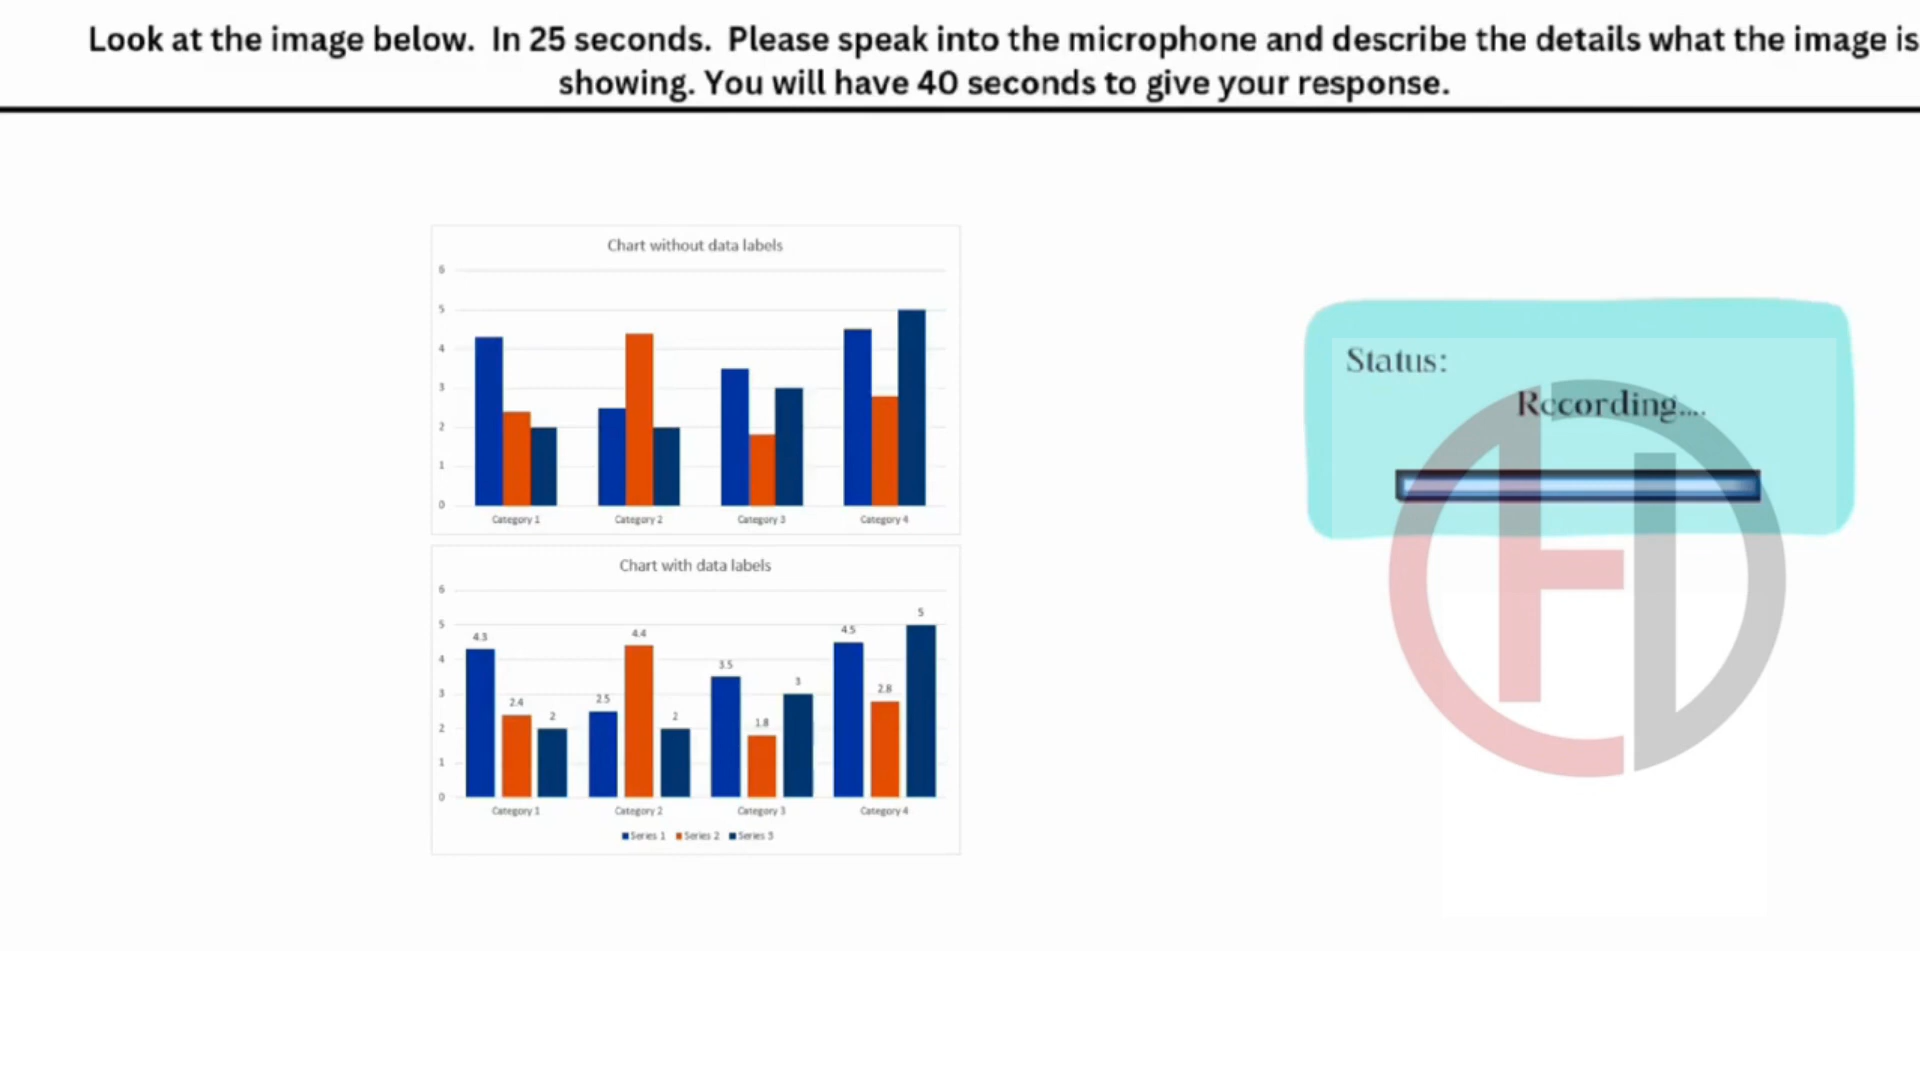 Look at the image below. In 25 seconds. Please speak into the microphone and describe the details what the image is
showing. You will have 40 seconds to give your response.
Chart without data labels
6
5
4
3
2
1
0
Category 1 Category 2 Category 3 Category 4
Chart with data labels
6
5
4
3
2
1
0
4.3 2.4 2 2.5 4.4 2 3.5 1.8 3 4.5 2.8 5
Category 1 Category 2 Category 3 Category 4
Series 1 Series 2 Series 3
Status:
Recording....